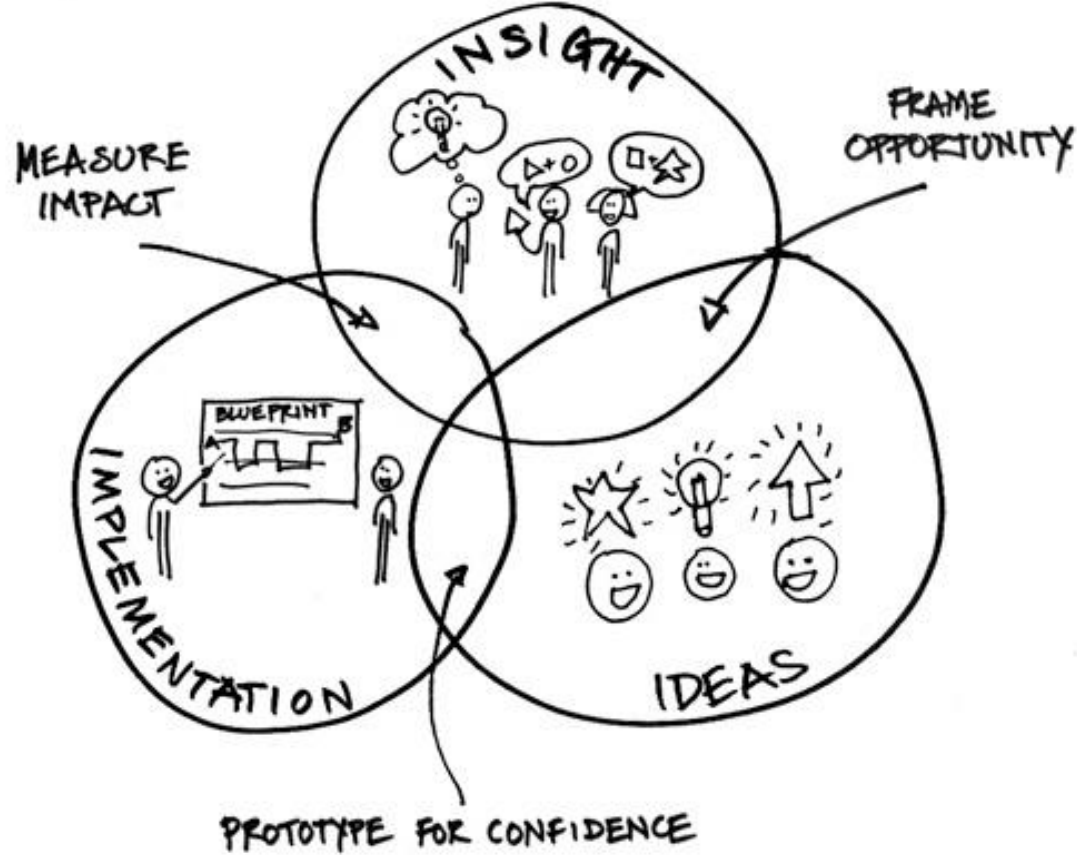 INSIGHT
FRAME
OPPORTUNITY
MEASURE
IMPACT
△ + ○
□ + ☆
BLUEPRINT
A
B
IMPLEMENTATION
IDEAS
PROTOTYPE FOR CONFIDENCE